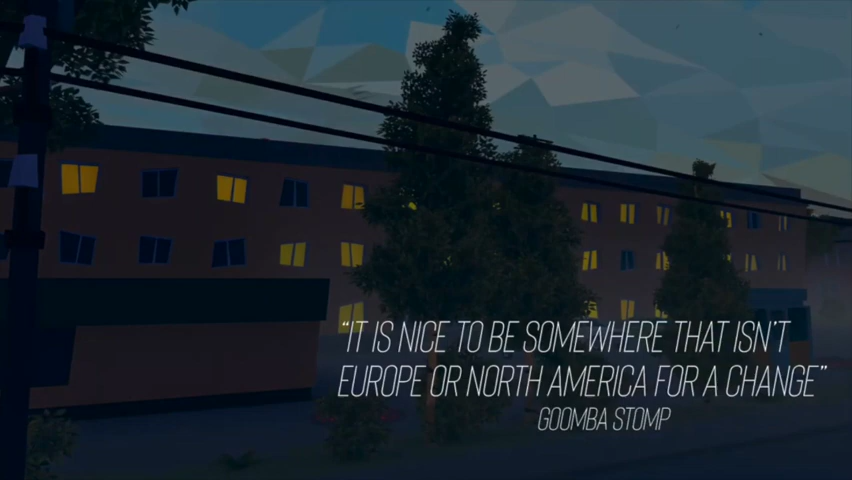 “IT IS NICE TO BE SOMEWHERE THAT ISN’T
EUROPE OR NORTH AMERICA FOR A CHANGE”
GOOMBA STOMP